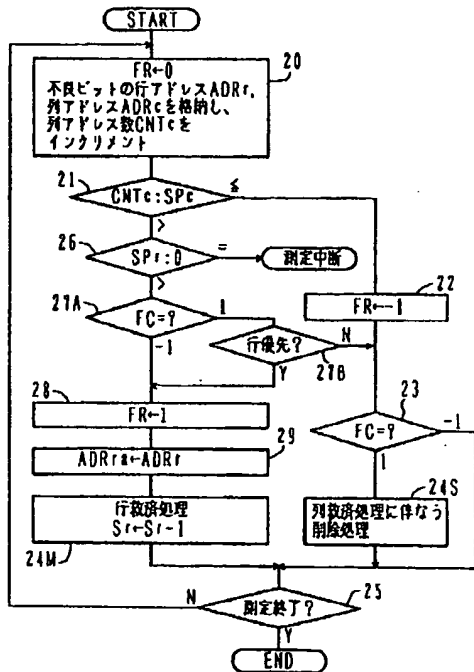 START
20
FR←0
不良ビットの行アドレスADRr,
列アドレスADRcを格納し、
列アドレス数CNTcを
インクリメント
21
CNTc:SPc
≦
>
26
SPr:0
=
測定中断
>
22
FR←-1
27A
FC=?
1
-1
行優先?
N
Y
27B
23
FC=?
-1
1
28
FR←1
29
ADRra←ADRr
24S
列救済処理に伴なう
削除処理
行救済処理
Sr←Sr-1
24M
N
測定終了?
25
Y
END